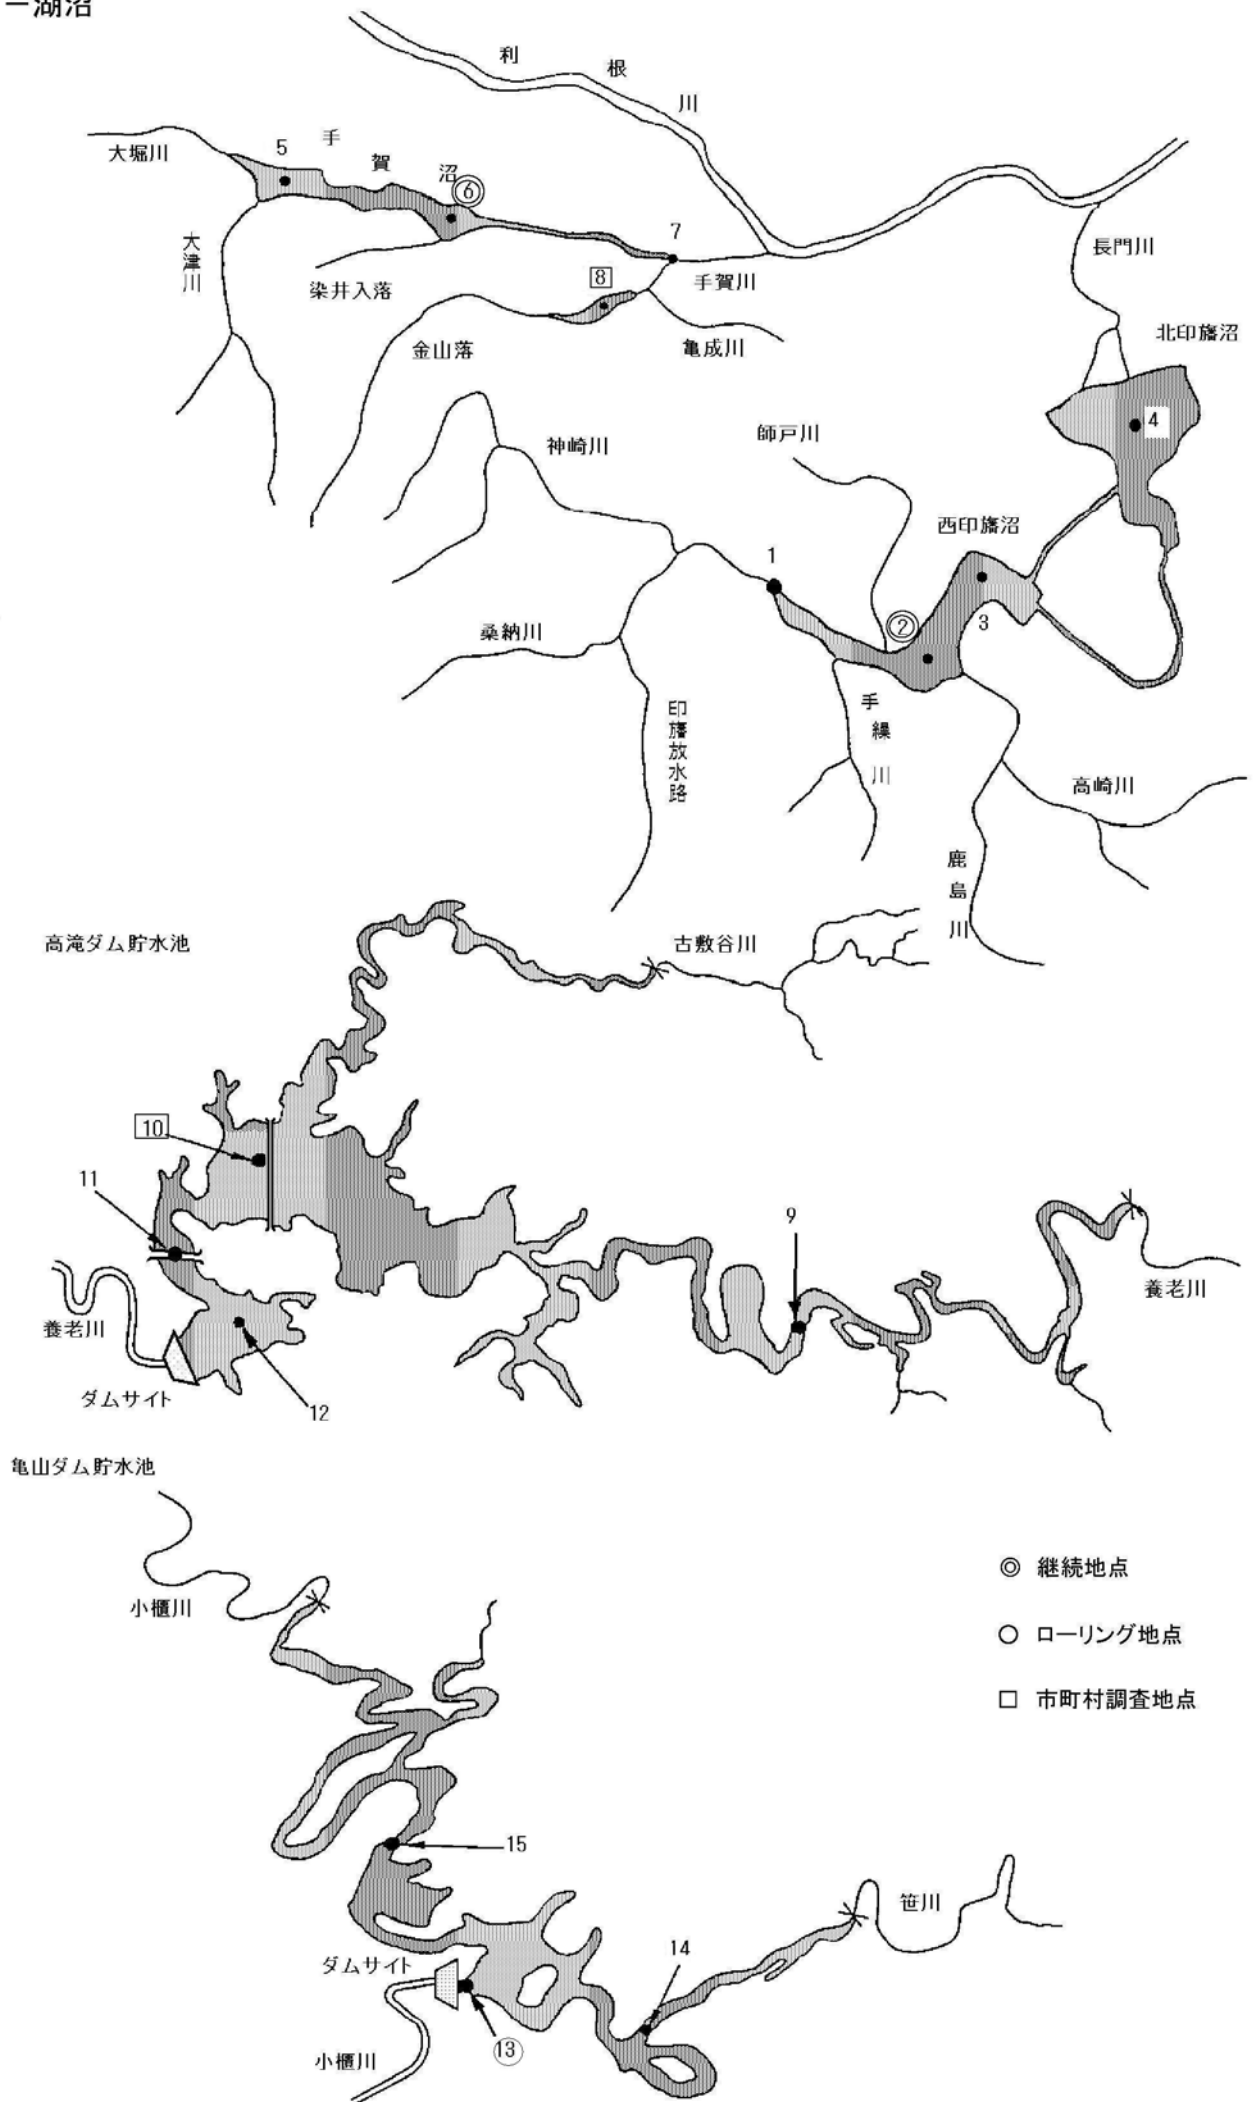 ー湖沼
利根川
大堀川
5
手賀沼
⑥
7
大津川
染井入落
8
手賀川
長門川
金山落
亀成川
北印旛沼
4
神崎川
師戸川
西印旛沼
1
桑納川
②
3
印旛放水路
手繰川
高崎川
鹿島川
高滝ダム貯水池
古敷谷川
10
11
9
養老川
養老川
ダムサイト
12
亀山ダム貯水池
小櫃川
◎ 継続地点
○ ローリング地点
□ 市町村調査地点
15
笹川
ダムサイト
14
⑬
小櫃川